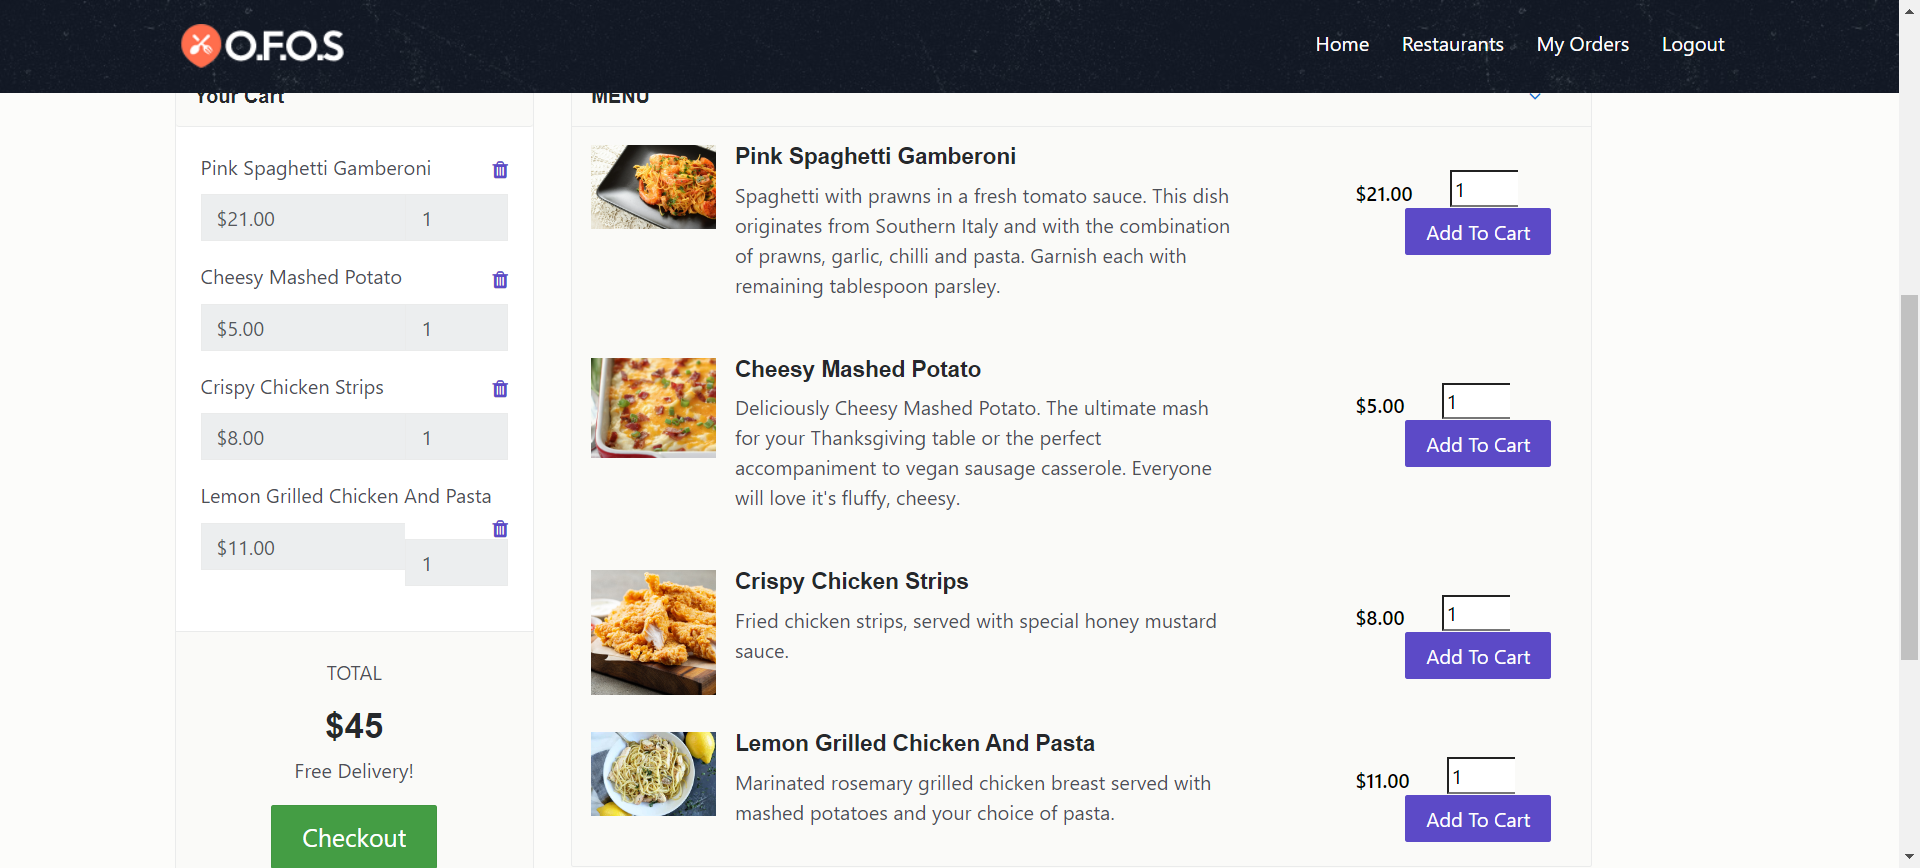 O.F.O.S
Home
Restaurants
My Orders
Logout
Your Cart
Pink Spaghetti Gamberoni
$21.00
1
Cheesy Mashed Potato
$5.00
1
Crispy Chicken Strips
$8.00
1
Lemon Grilled Chicken And Pasta
$11.00
1
TOTAL
$45
Free Delivery!
Checkout
MENU
Pink Spaghetti Gamberoni
Spaghetti with prawns in a fresh tomato sauce. This dish
originates from Southern Italy and with the combination
of prawns, garlic, chilli and pasta. Garnish each with
remaining tablespoon parsley.
$21.00
1
Add To Cart
Cheesy Mashed Potato
Deliciously Cheesy Mashed Potato. The ultimate mash
for your Thanksgiving table or the perfect
accompaniment to vegan sausage casserole. Everyone
will love it's fluffy, cheesy.
$5.00
1
Add To Cart
Crispy Chicken Strips
Fried chicken strips, served with special honey mustard
sauce.
$8.00
1
Add To Cart
Lemon Grilled Chicken And Pasta
Marinated rosemary grilled chicken breast served with
mashed potatoes and your choice of pasta.
$11.00
1
Add To Cart